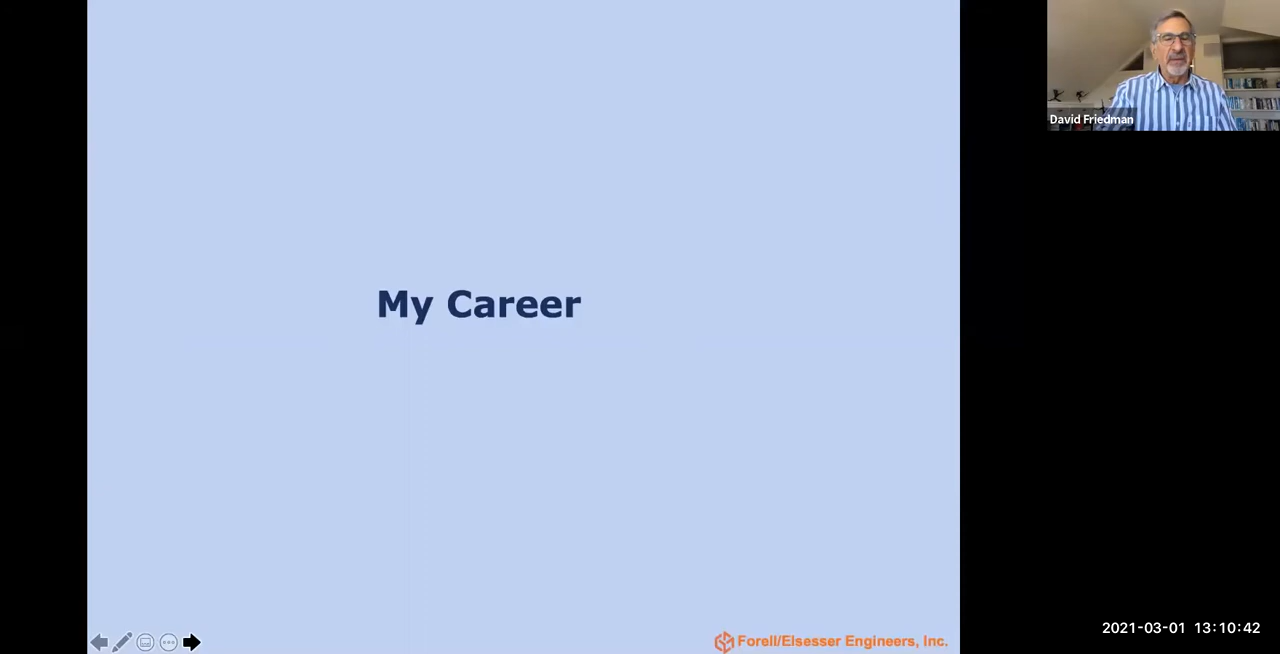 My Career
David Friedman
Forell/Elsesser Engineers, Inc.
2021-03-01 13:10:42